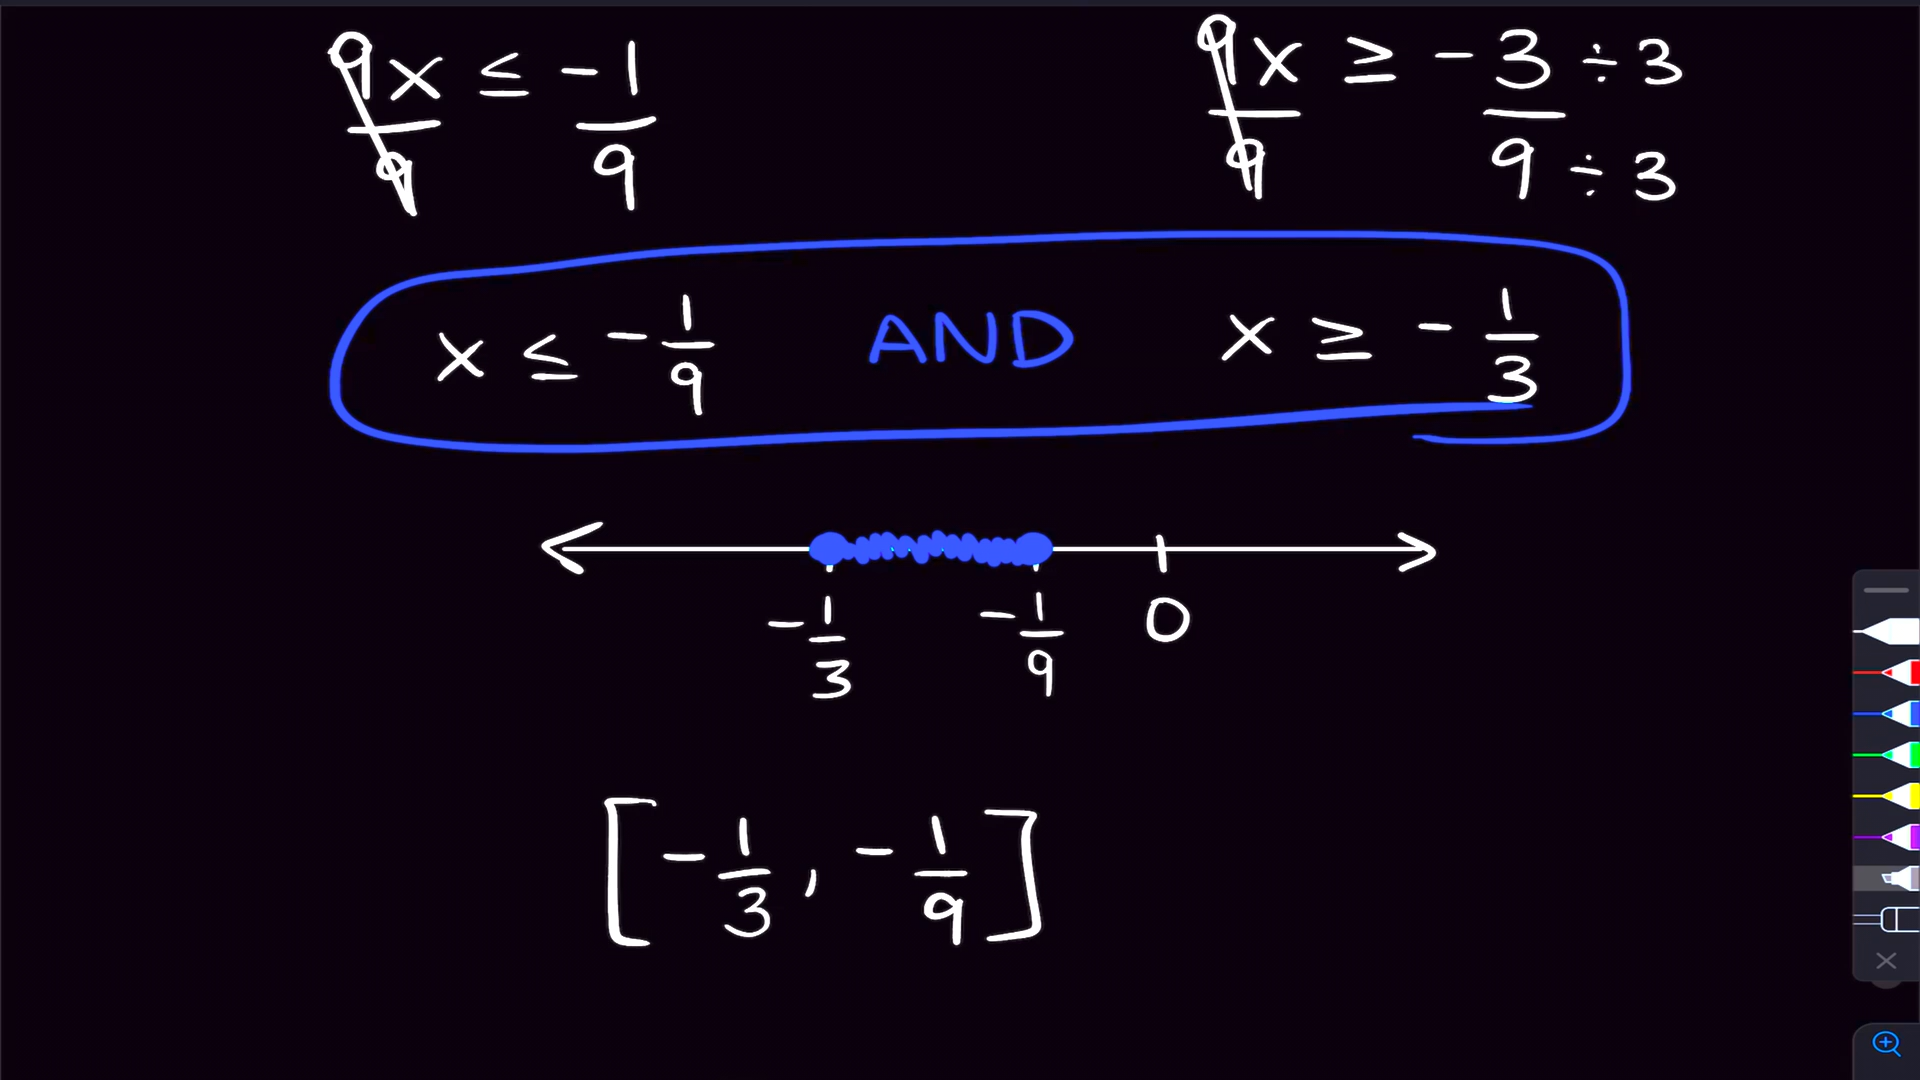 9x/9 ≤ -1/9    9x/9 ≥ -3/9 ÷3 ÷3
x ≤ -1/9 AND x ≥ -1/3
-1/3 -1/9 0
[-1/3, -1/9]